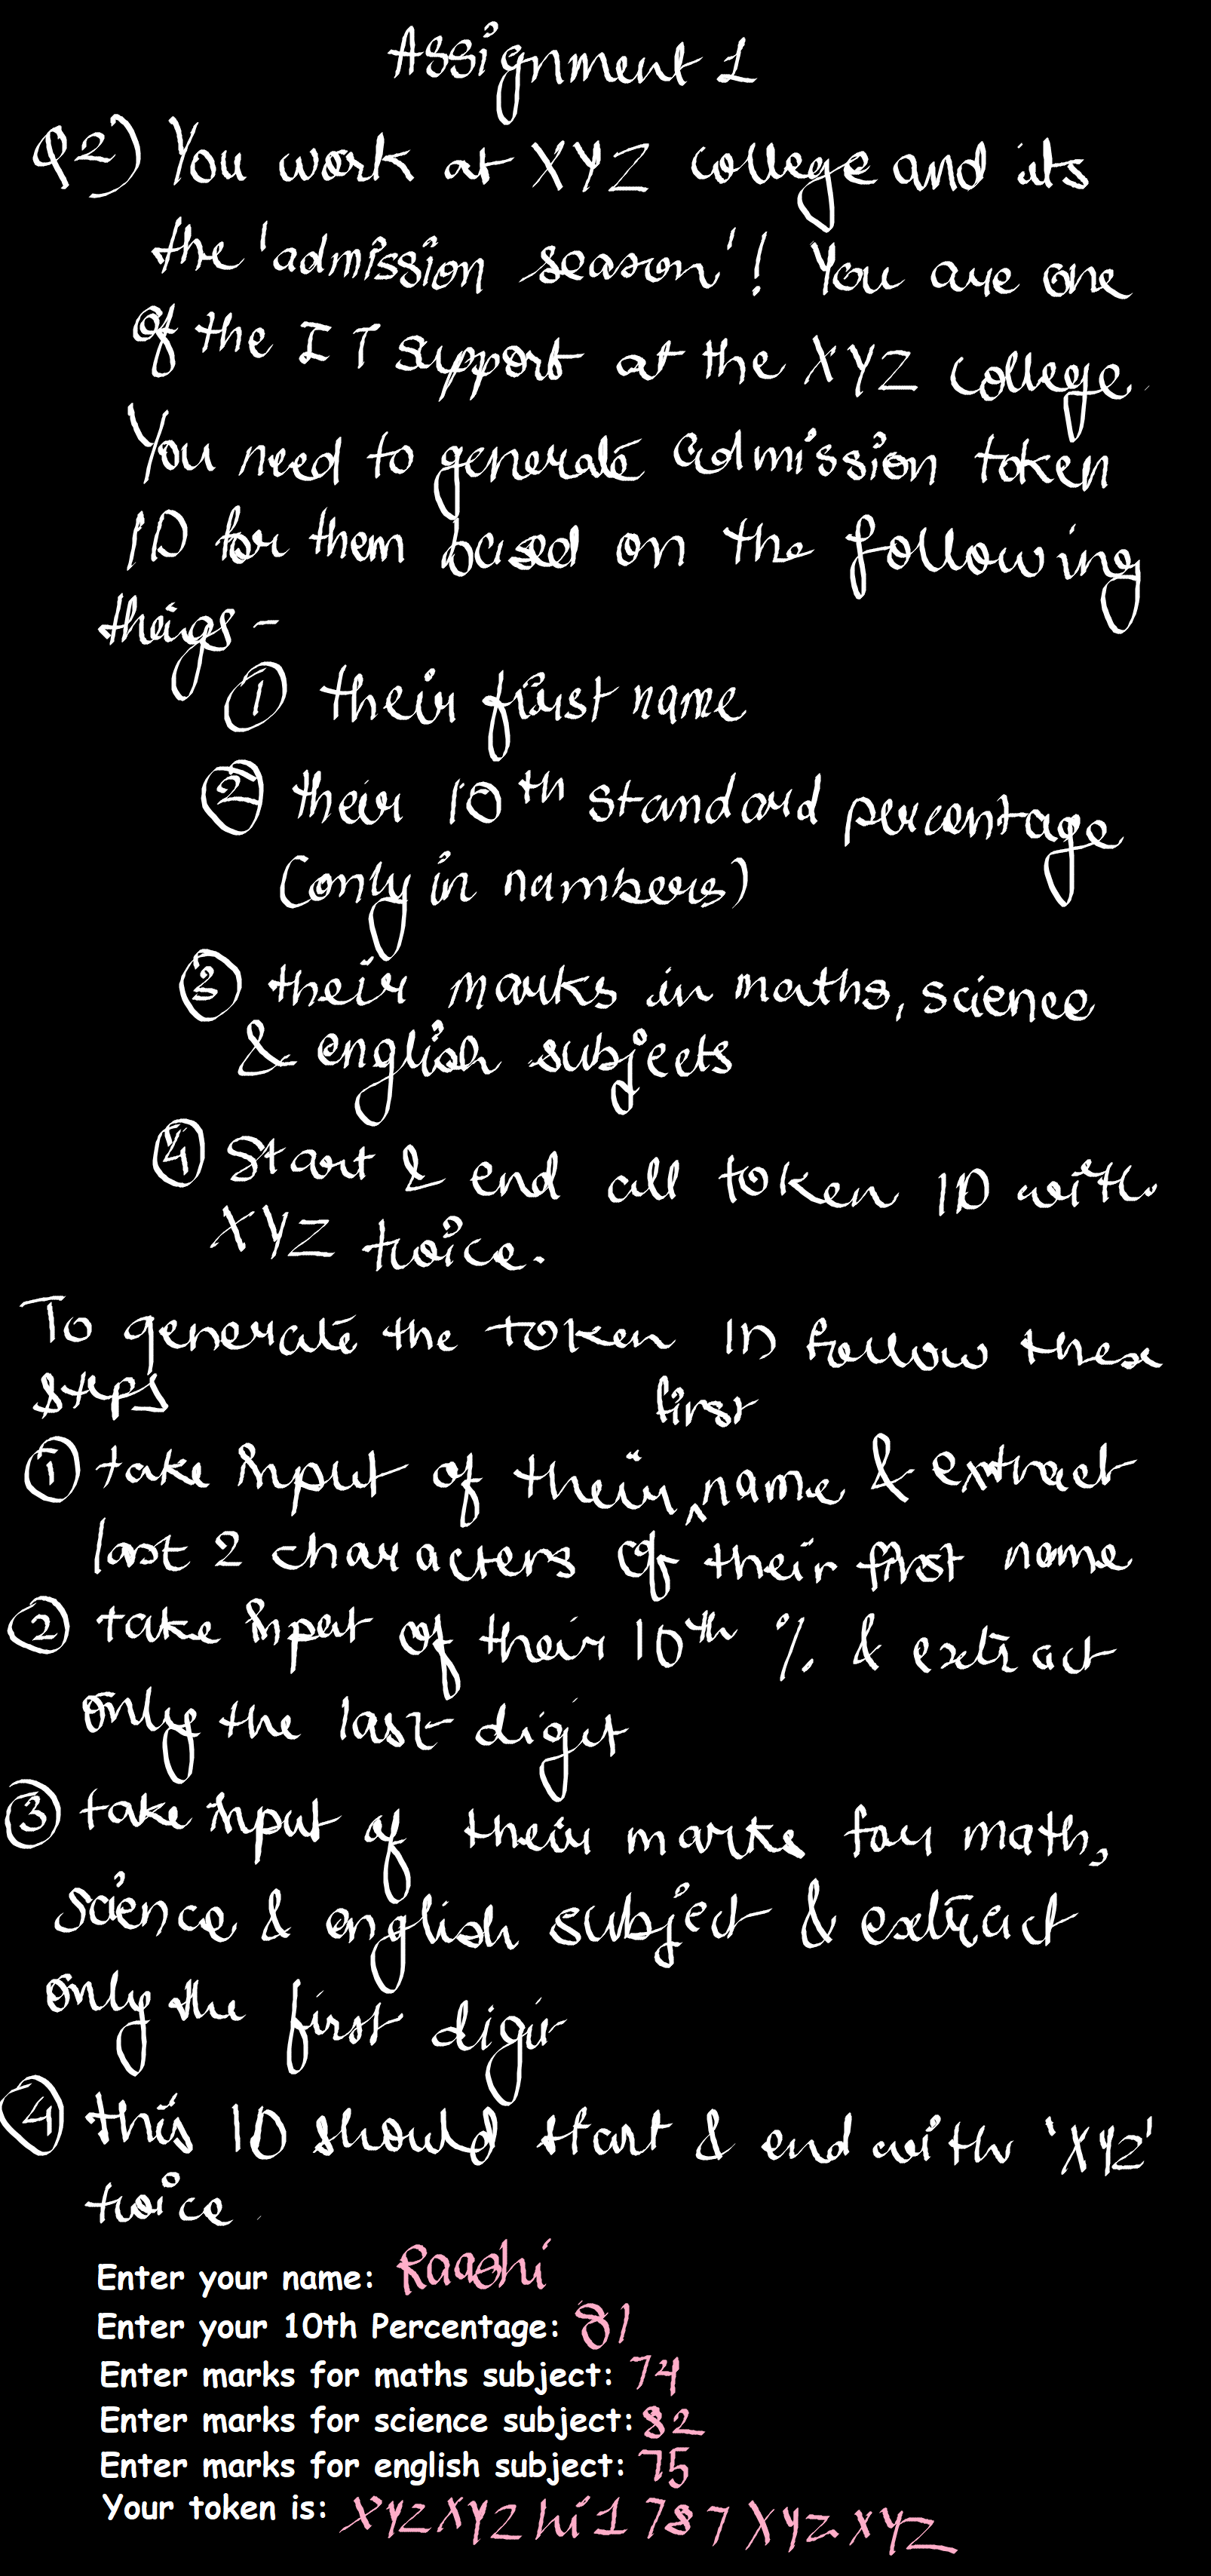 Assignment 1
Q2) You work at XYZ college and its
the 'admission season'! You are one
of the IT support at the XYZ college.
You need to generate admission token
ID for them based on the following
things -
① their first name
② their 10th standard percentage
(only in numbers)
③ their marks in maths, science
& english subjects
④ Start & end all token ID with
XYZ twice.
To generate the token ID follow these
steps
first
① take input of their ^ name & extract
last 2 characters of their first name
② take input of their 10th % & extract
only the last digit
③ take input of their marks for math,
science & english subject & extract
only the first digit
④ this ID should start & end with 'XYZ'
twice.
Enter your name: Raashi
Enter your 10th Percentage: 81
Enter marks for maths subject: 74
Enter marks for science subject: 82
Enter marks for english subject: 75
Your token is: XYZXYZhi1787XYZXYZ